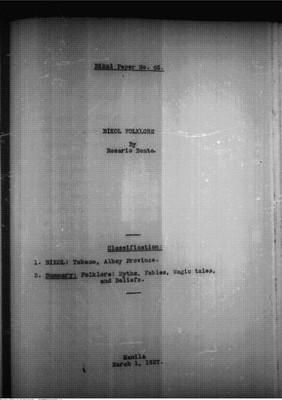 Bikol Paper No. 65.
BIKOL FOLKLORE
By
Rosario Bonto.
Classification:
1. BIKOL: Tabaco, Albay Province.
2. Summary: Folklore: Myths, Fables, Magic tales,
and Beliefs.
Manila
March 1, 1927.